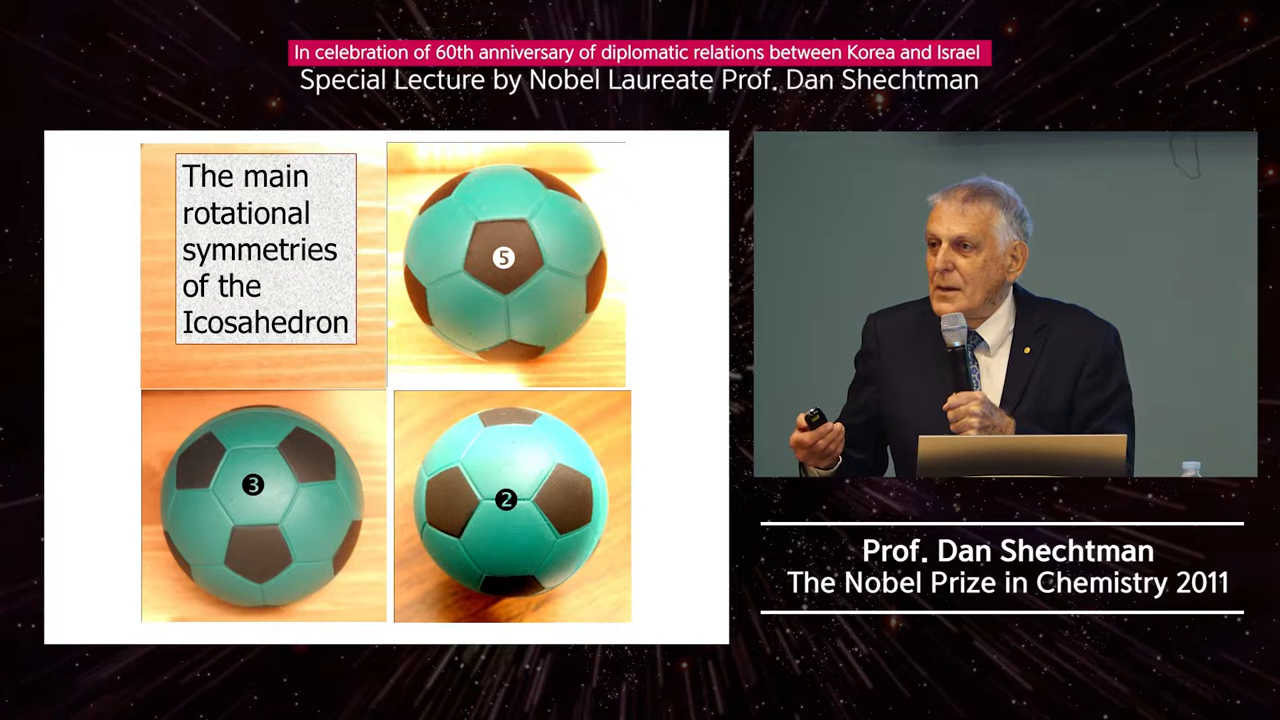 In celebration of 60th anniversary of diplomatic relations between Korea and Israel
Special Lecture by Nobel Laureate Prof. Dan Shechtman
The main
rotational
symmetries
of the
Icosahedron
5
3
2
Prof. Dan Shechtman
The Nobel Prize in Chemistry 2011